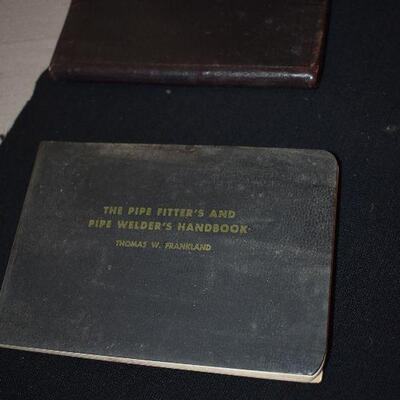 THE PIPE FITTER'S AND
PIPE WELDER'S HANDBOOK
THOMAS W. FRANKLAND